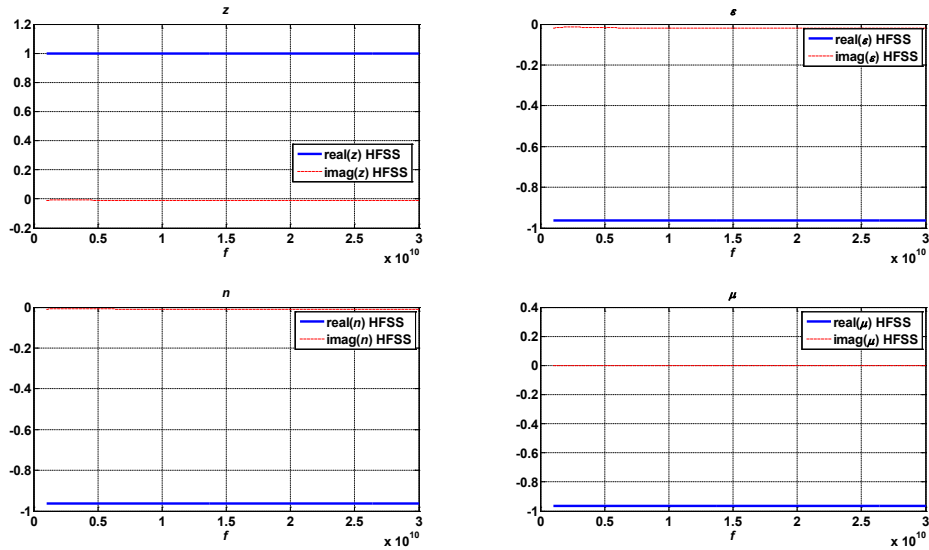 z
1.2
1
0.8
0.6
0.4
0.2
0
-0.2
real(z) HFSS
imag(z) HFSS
0 0.5 1 1.5 2 2.5 3
x 10^10
f
ε
0
-0.2
-0.4
-0.6
-0.8
-1
real(ε) HFSS
imag(ε) HFSS
0 0.5 1 1.5 2 2.5 3
x 10^10
f
n
0
-0.2
-0.4
-0.6
-0.8
-1
real(n) HFSS
imag(n) HFSS
0 0.5 1 1.5 2 2.5 3
x 10^10
f
μ
0.4
0.2
0
-0.2
-0.4
-0.6
-0.8
-1
real(μ) HFSS
imag(μ) HFSS
0 0.5 1 1.5 2 2.5 3
x 10^10
f